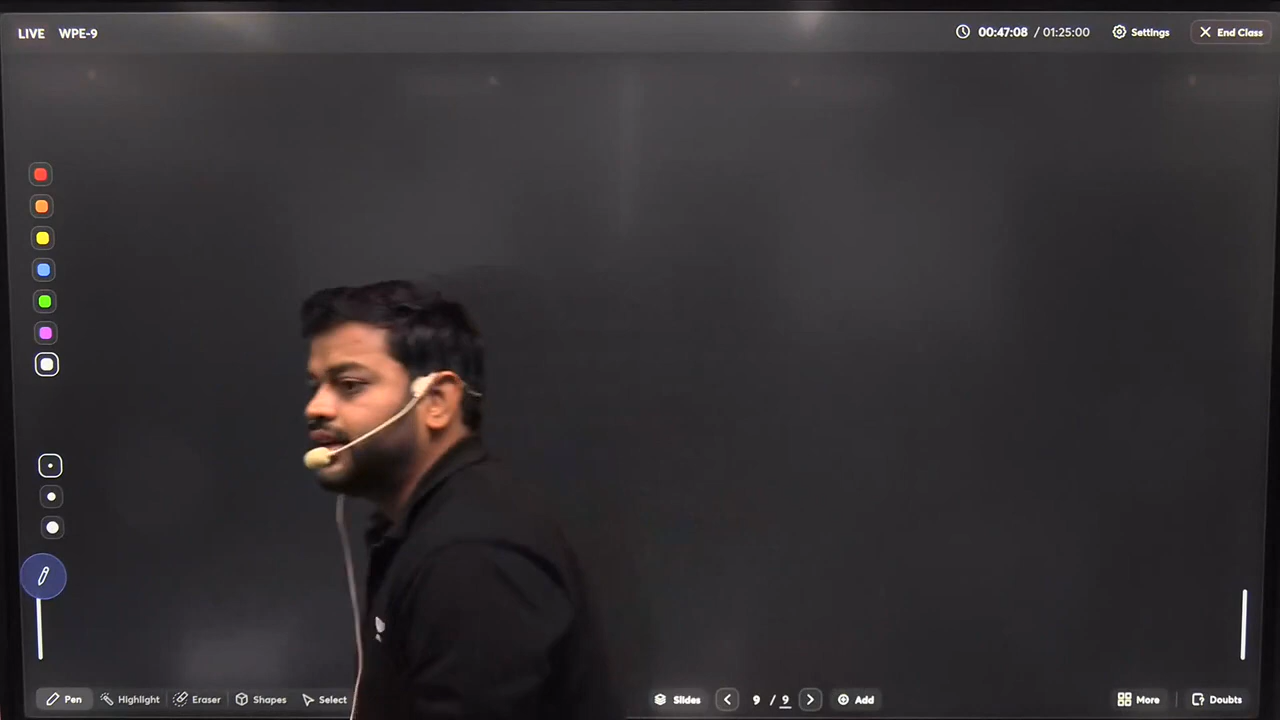 LIVE WPE-9
00:47:08 / 01:25:00 Settings End Class
Pen Highlight Eraser Shapes Select Slides 9 / 9 Add More Doubts